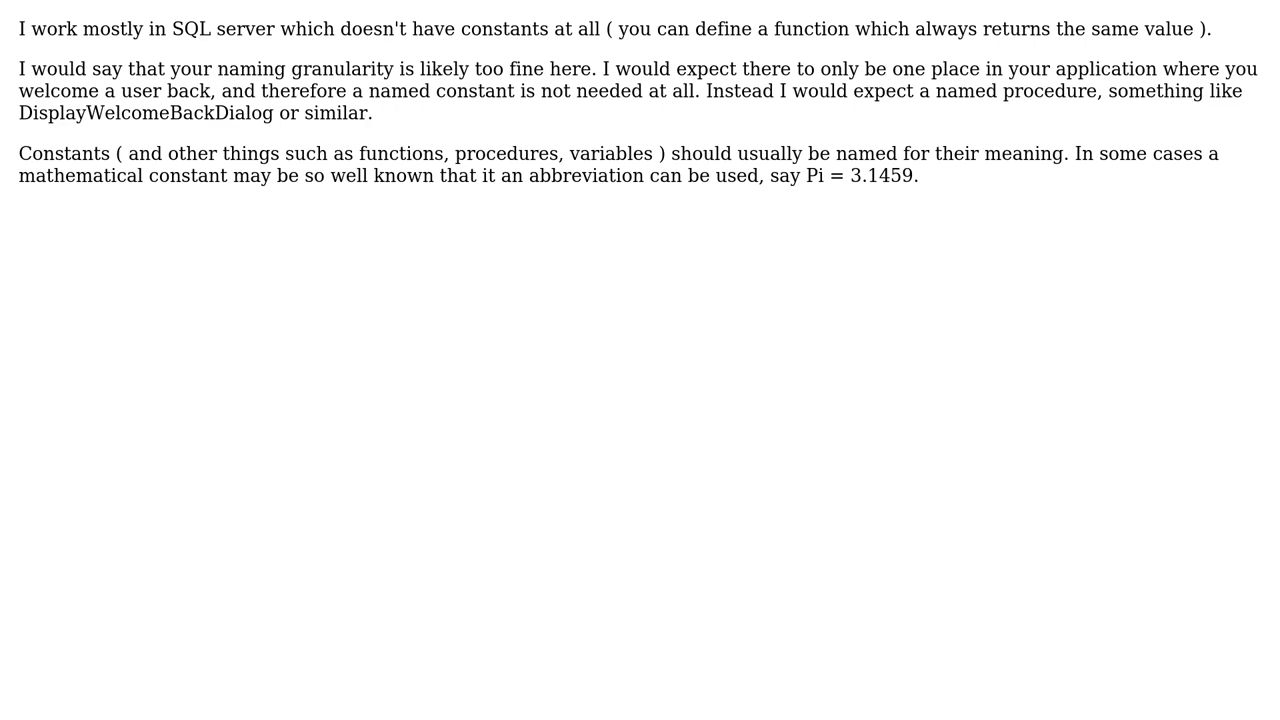 I work mostly in SQL server which doesn't have constants at all ( you can define a function which always returns the same value ).
I would say that your naming granularity is likely too fine here. I would expect there to only be one place in your application where you
welcome a user back, and therefore a named constant is not needed at all. Instead I would expect a named procedure, something like
DisplayWelcomeBackDialog or similar.
Constants ( and other things such as functions, procedures, variables ) should usually be named for their meaning. In some cases a
mathematical constant may be so well known that it an abbreviation can be used, say Pi = 3.1459.